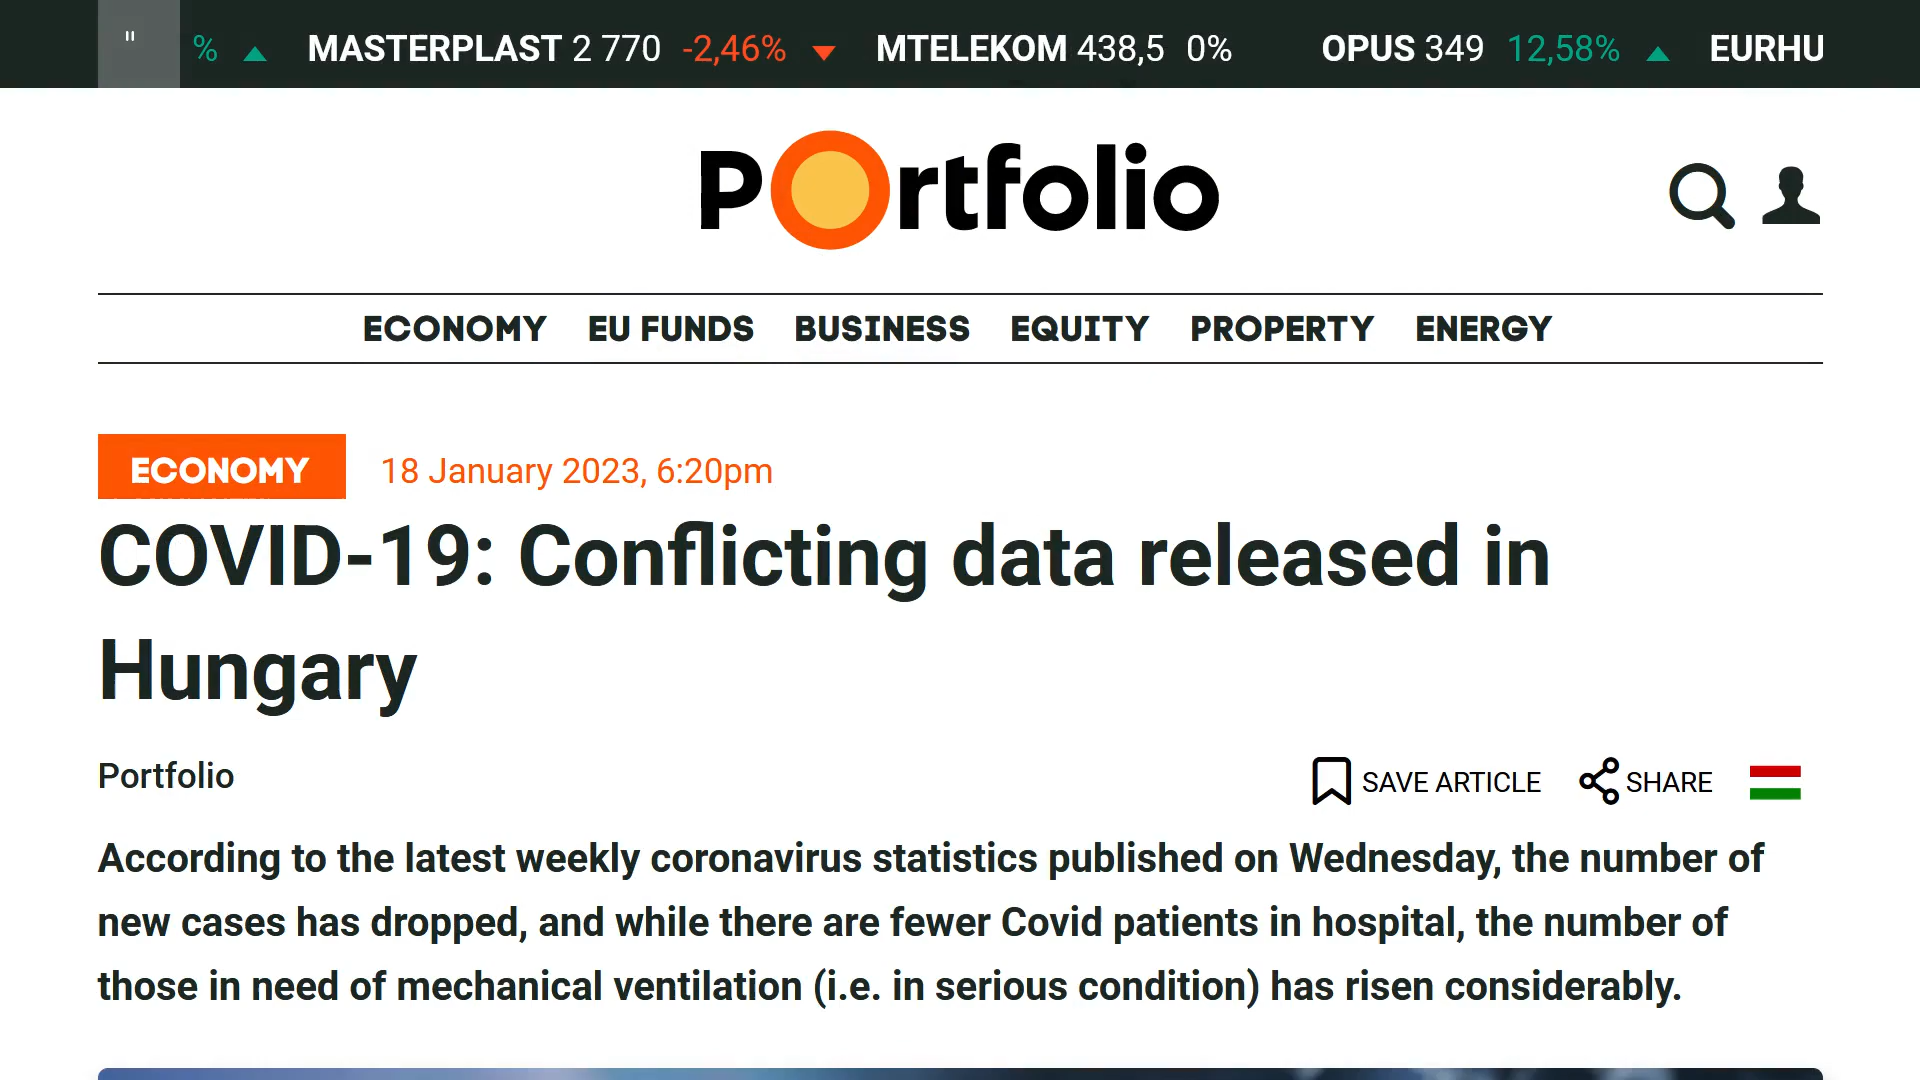 " % MASTERPLAST 2 770 -2,46% MTELEKOM 438,5 0% OPUS 349 12,58% EURHU
Portfolio
ECONOMY EU FUNDS BUSINESS EQUITY PROPERTY ENERGY
ECONOMY 18 January 2023, 6:20pm
COVID-19: Conflicting data released in
Hungary
Portfolio
SAVE ARTICLE SHARE
According to the latest weekly coronavirus statistics published on Wednesday, the number of
new cases has dropped, and while there are fewer Covid patients in hospital, the number of
those in need of mechanical ventilation (i.e. in serious condition) has risen considerably.